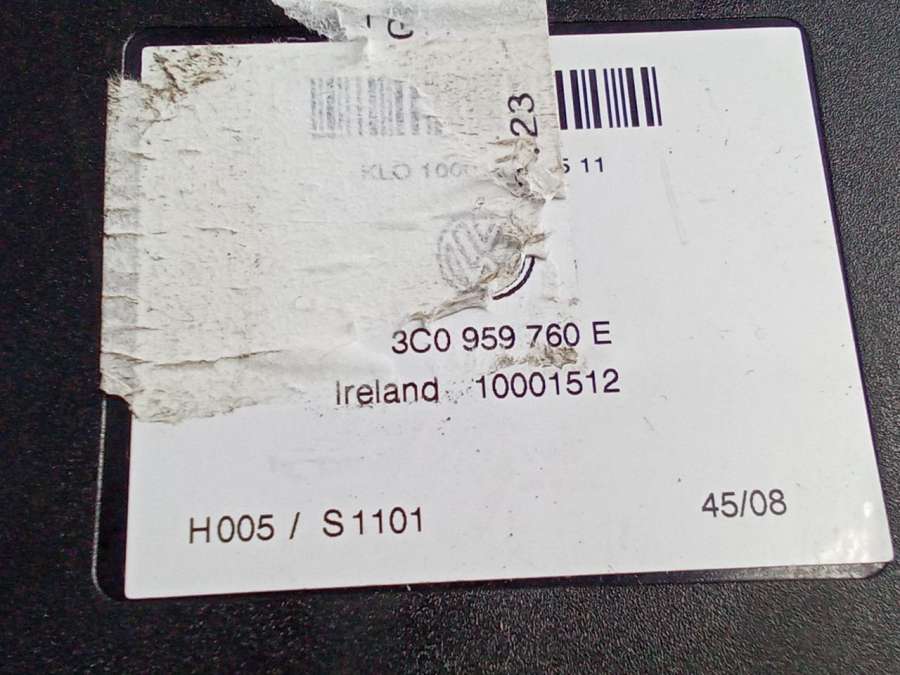 .23
KLO 100
5 11
3C0 959 760 E
Ireland 10001512
H005 / S1101
45/08